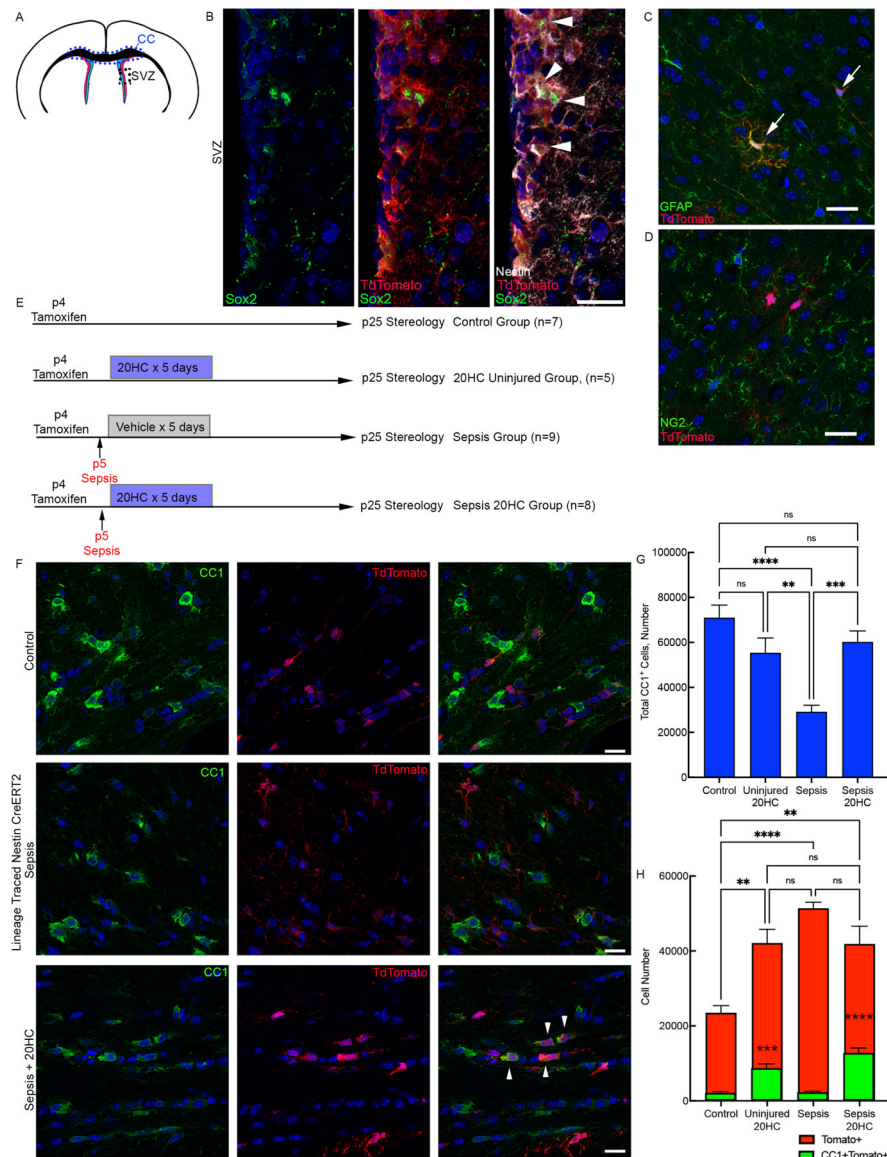 A
CC
SVZ
B
SVZ
Sox2
TdTomato
Sox2
Nestin
TdTomato
Sox2
C
GFAP
TdTomato
D
NG2
TdTomato
E
p4
Tamoxifen
p25 Stereology Control Group (n=7)
p4
Tamoxifen
20HC x 5 days
p25 Stereology 20HC Uninjured Group, (n=5)
p4
Tamoxifen
Vehicle x 5 days
p25 Stereology Sepsis Group (n=9)
p5
Sepsis
p4
Tamoxifen
20HC x 5 days
p25 Stereology Sepsis 20HC Group (n=8)
p5
Sepsis
F
Lineage Traced Nestin CreERT2
Control
CC1
TdTomato
Sepsis
CC1
TdTomato
Sepsis + 20HC
CC1
TdTomato
G
ns
ns
****
ns ** ***
Total CC1+ Cells, Number
100000
80000
60000
40000
20000
0
Control Uninjured 20HC Sepsis Sepsis 20HC
H
**
****
ns
** ns ns
Cell Number
60000
40000
20000
0
***
****
Control Uninjured 20HC Sepsis Sepsis 20HC
Tomato+
CC1+Tomato+